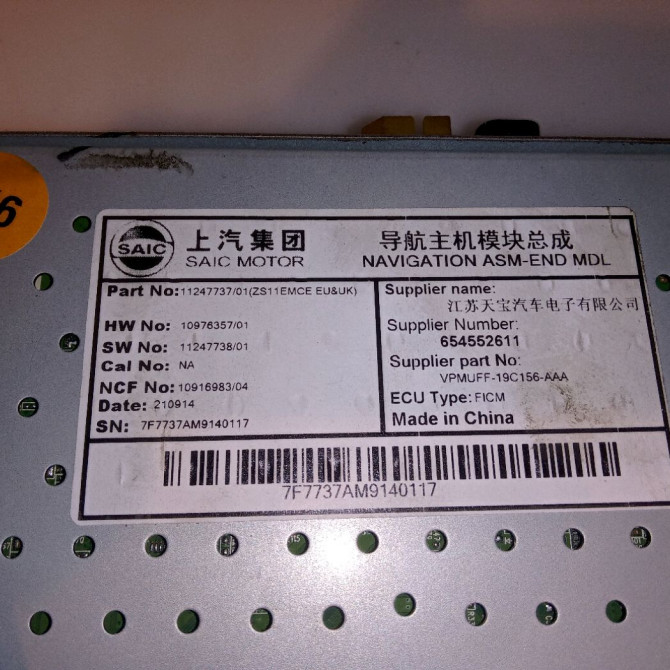 6
SAIC
上汽集团
SAIC MOTOR
导航主机模块总成
NAVIGATION ASM-END MDL
Part No:11247737/01(ZS11EMCE EU&UK)
HW No: 10976357/01
SW No: 11247738/01
Cal No: NA
NCF No:10916983/04
Date: 210914
SN: 7F7737AM9140117
Supplier name:
江苏天宝汽车电子有限公司
Supplier Number:
654552611
Supplier part No:
VPMUFF-19C156-AAA
ECU Type: FICM
Made in China
7F7737AM9140117